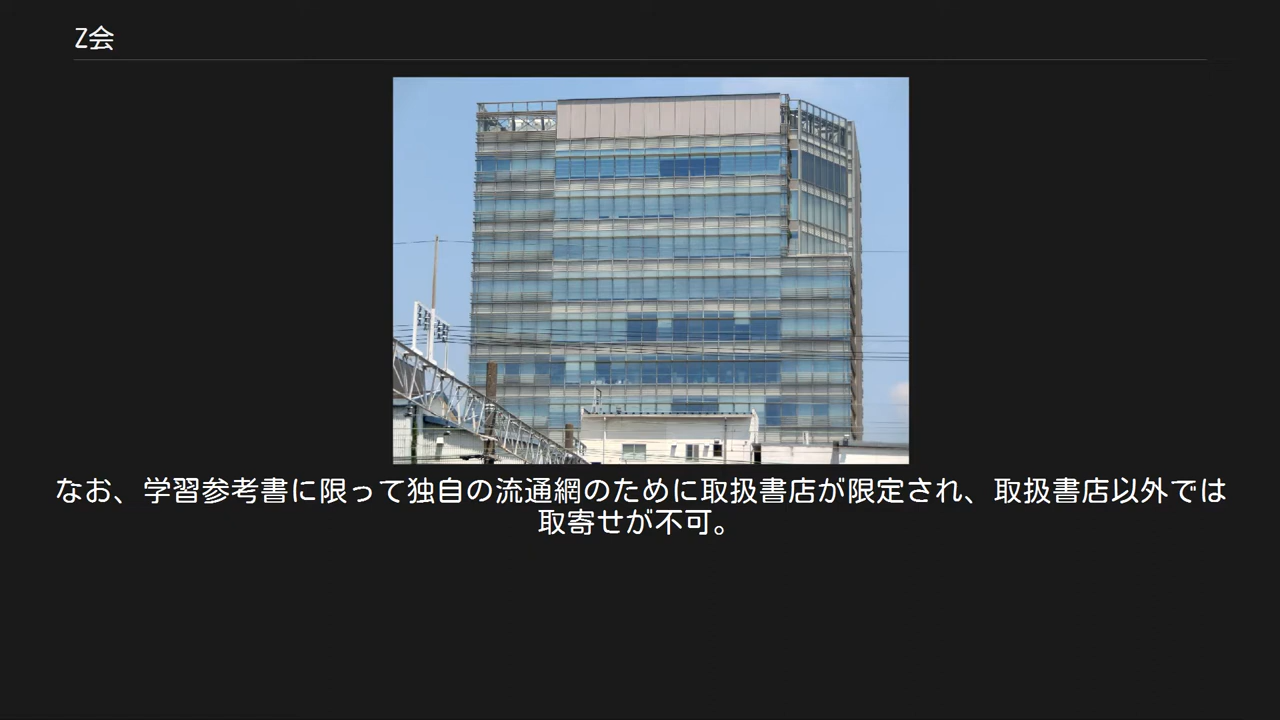 Z会
なお、学習参考書に限って独自の流通網のために取扱書店が限定され、取扱書店以外では
取寄せが不可。